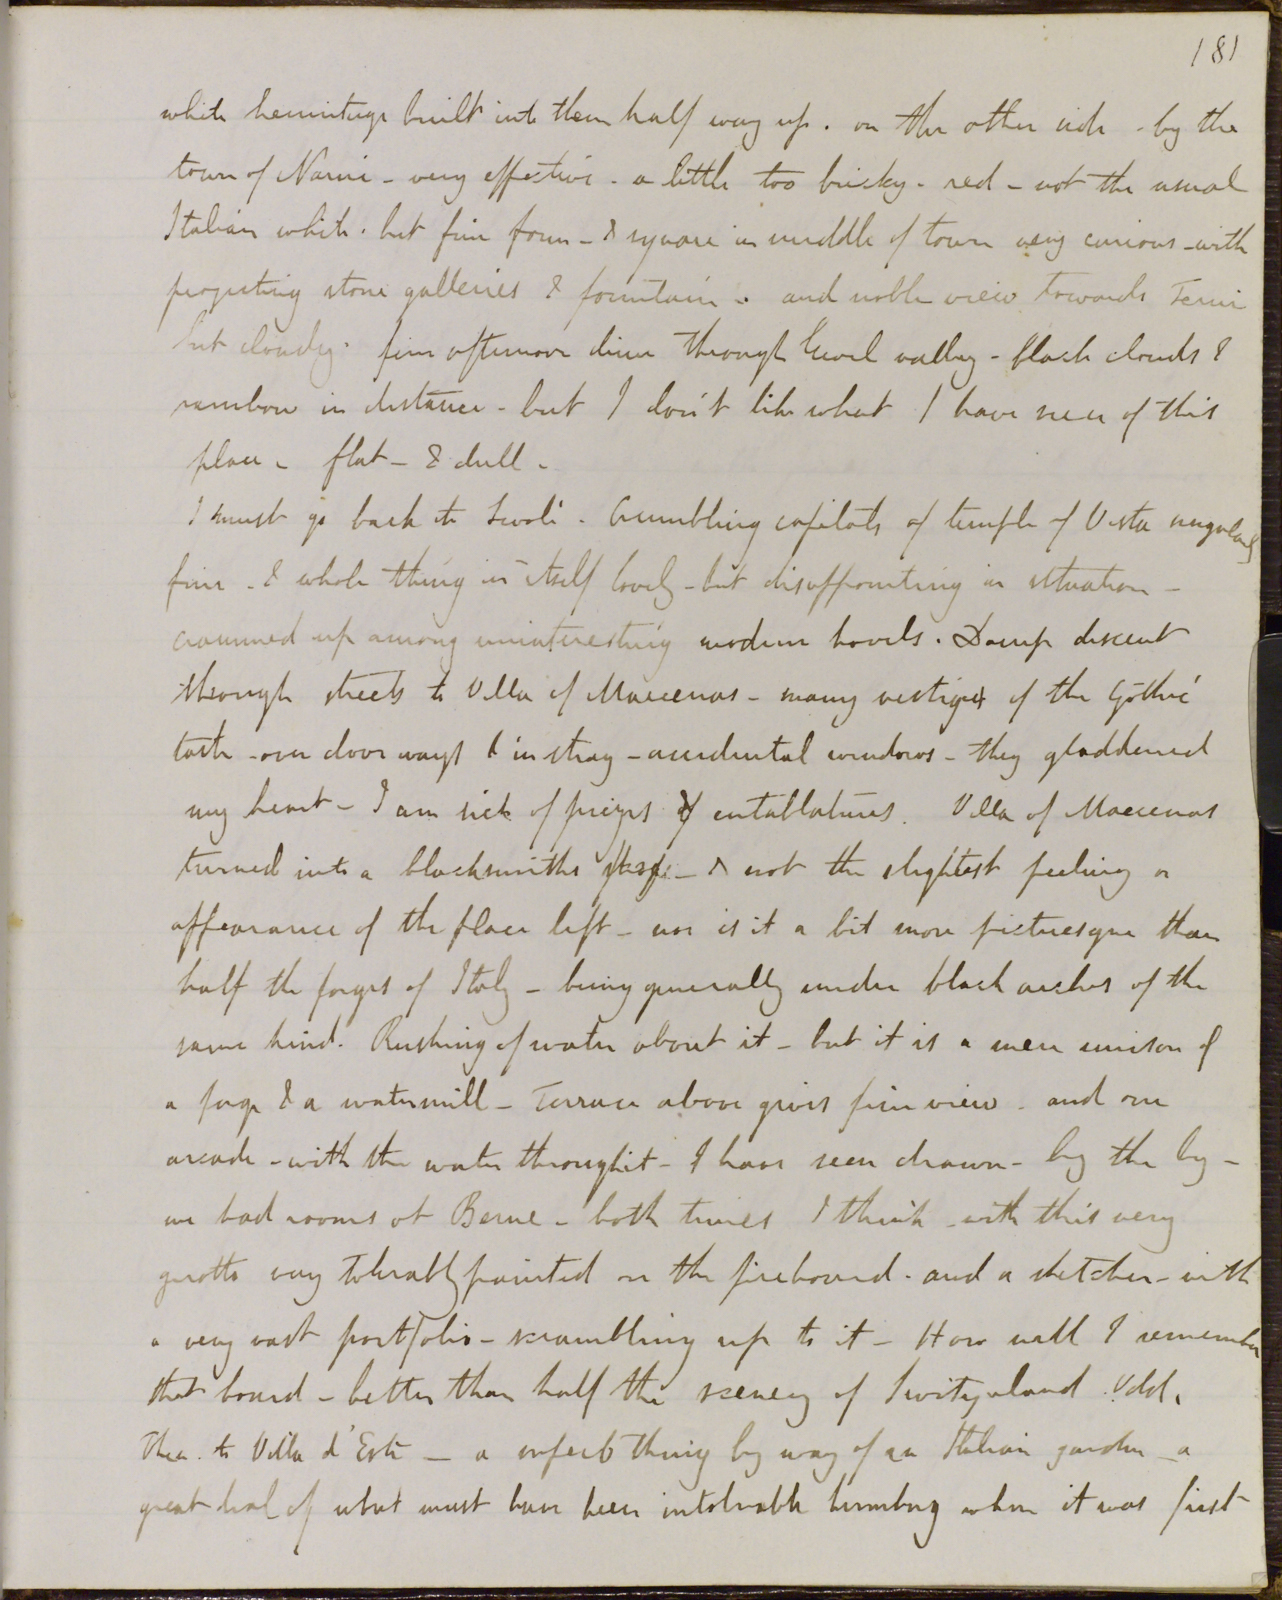 181
white hermitage built into them half way up. on the other side - by the
town of Narni - very effective - a little too bricky - red - not the usual
Italian white. but fine form - & square in middle of town very curious - with
projecting stone galleries & fountain. and noble view towards Terni
but cloudy. fine afternoon drive through level valley - black clouds &
rainbow in distance - but I don't like what I have seen of this
place - flat - & dull.
I must go back to Tivoli. Crumbling capitals of temple of Vesta singularly
fine - & whole thing in itself lovely - but disappointing in situation -
crammed up among uninteresting modern hovels. Damp descent
through streets to Villa of Maecenas - many vestiges of the Gothic
taste - over door ways & in stray - accidental windows - they gladdened
my heart - I am sick of friezes & entablatures. Villa of Maecenas
turned into a blacksmiths shop - & not the slightest feeling or
appearance of the place left - nor is it a bit more picturesque than
half the forges of Italy - being generally under black arches of the
same kind. Rushing of water about it - but it is a mere unison of
a forge & a watermill - Terrace above gives fine view. and one
arcade - with the water through it - I have seen drawn - by the by -
we had rooms at Berne - both times I think - with this very
grotto very tolerably painted on the fireboard. and a sketcher - with
a very vast portfolio - scrambling up to it - How well I remember
that board - better than half the scenery of Switzerland. Odd.
Then to Villa d'Este - a superb thing by way of an Italian garden - a
great deal of what must have been intolerable humbug when it was first